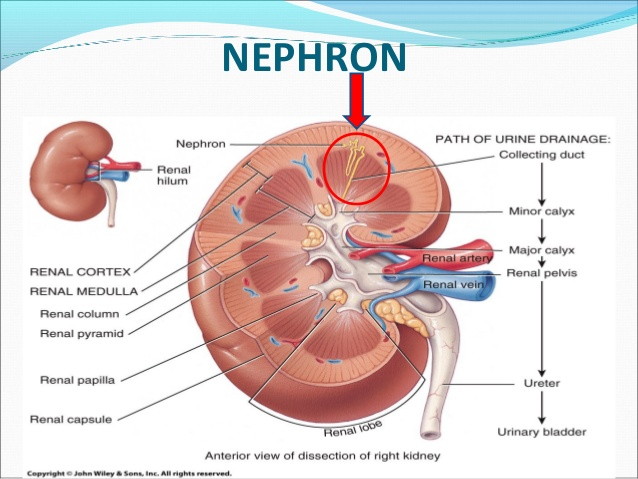 NEPHRON
Nephron
PATH OF URINE DRAINAGE:
Collecting duct
Renal
hilum
Minor calyx
Major calyx
Renal artery
Renal pelvis
RENAL CORTEX
Renal vein
RENAL MEDULLA
Renal column
Renal pyramid
Renal papilla
Ureter
Renal capsule
Renal lobe
Urinary bladder
Anterior view of dissection of right kidney
Copyright © John Wiley & Sons, Inc. All rights reserved.